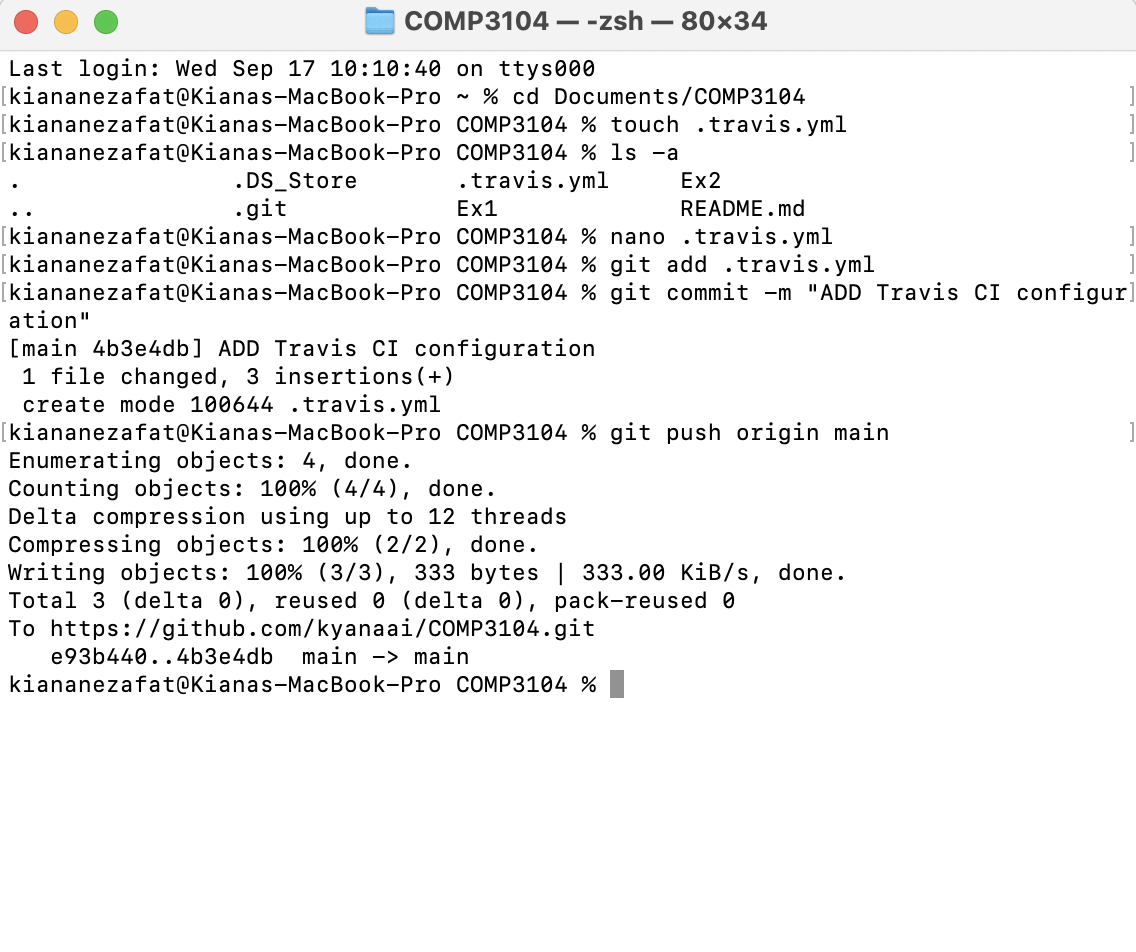 COMP3104 — -zsh — 80×34
Last login: Wed Sep 17 10:10:40 on ttys000
[kiananezafat@Kianas-MacBook-Pro ~ % cd Documents/COMP3104 ]
[kiananezafat@Kianas-MacBook-Pro COMP3104 % touch .travis.yml ]
[kiananezafat@Kianas-MacBook-Pro COMP3104 % ls -a ]
. .DS_Store .travis.yml Ex2
.. .git Ex1 README.md
[kiananezafat@Kianas-MacBook-Pro COMP3104 % nano .travis.yml ]
[kiananezafat@Kianas-MacBook-Pro COMP3104 % git add .travis.yml ]
[kiananezafat@Kianas-MacBook-Pro COMP3104 % git commit -m "ADD Travis CI configur]
ation"
[main 4b3e4db] ADD Travis CI configuration
 1 file changed, 3 insertions(+)
 create mode 100644 .travis.yml
[kiananezafat@Kianas-MacBook-Pro COMP3104 % git push origin main ]
Enumerating objects: 4, done.
Counting objects: 100% (4/4), done.
Delta compression using up to 12 threads
Compressing objects: 100% (2/2), done.
Writing objects: 100% (3/3), 333 bytes | 333.00 KiB/s, done.
Total 3 (delta 0), reused 0 (delta 0), pack-reused 0
To https://github.com/kyanaai/COMP3104.git
   e93b440..4b3e4db  main -> main
kiananezafat@Kianas-MacBook-Pro COMP3104 %